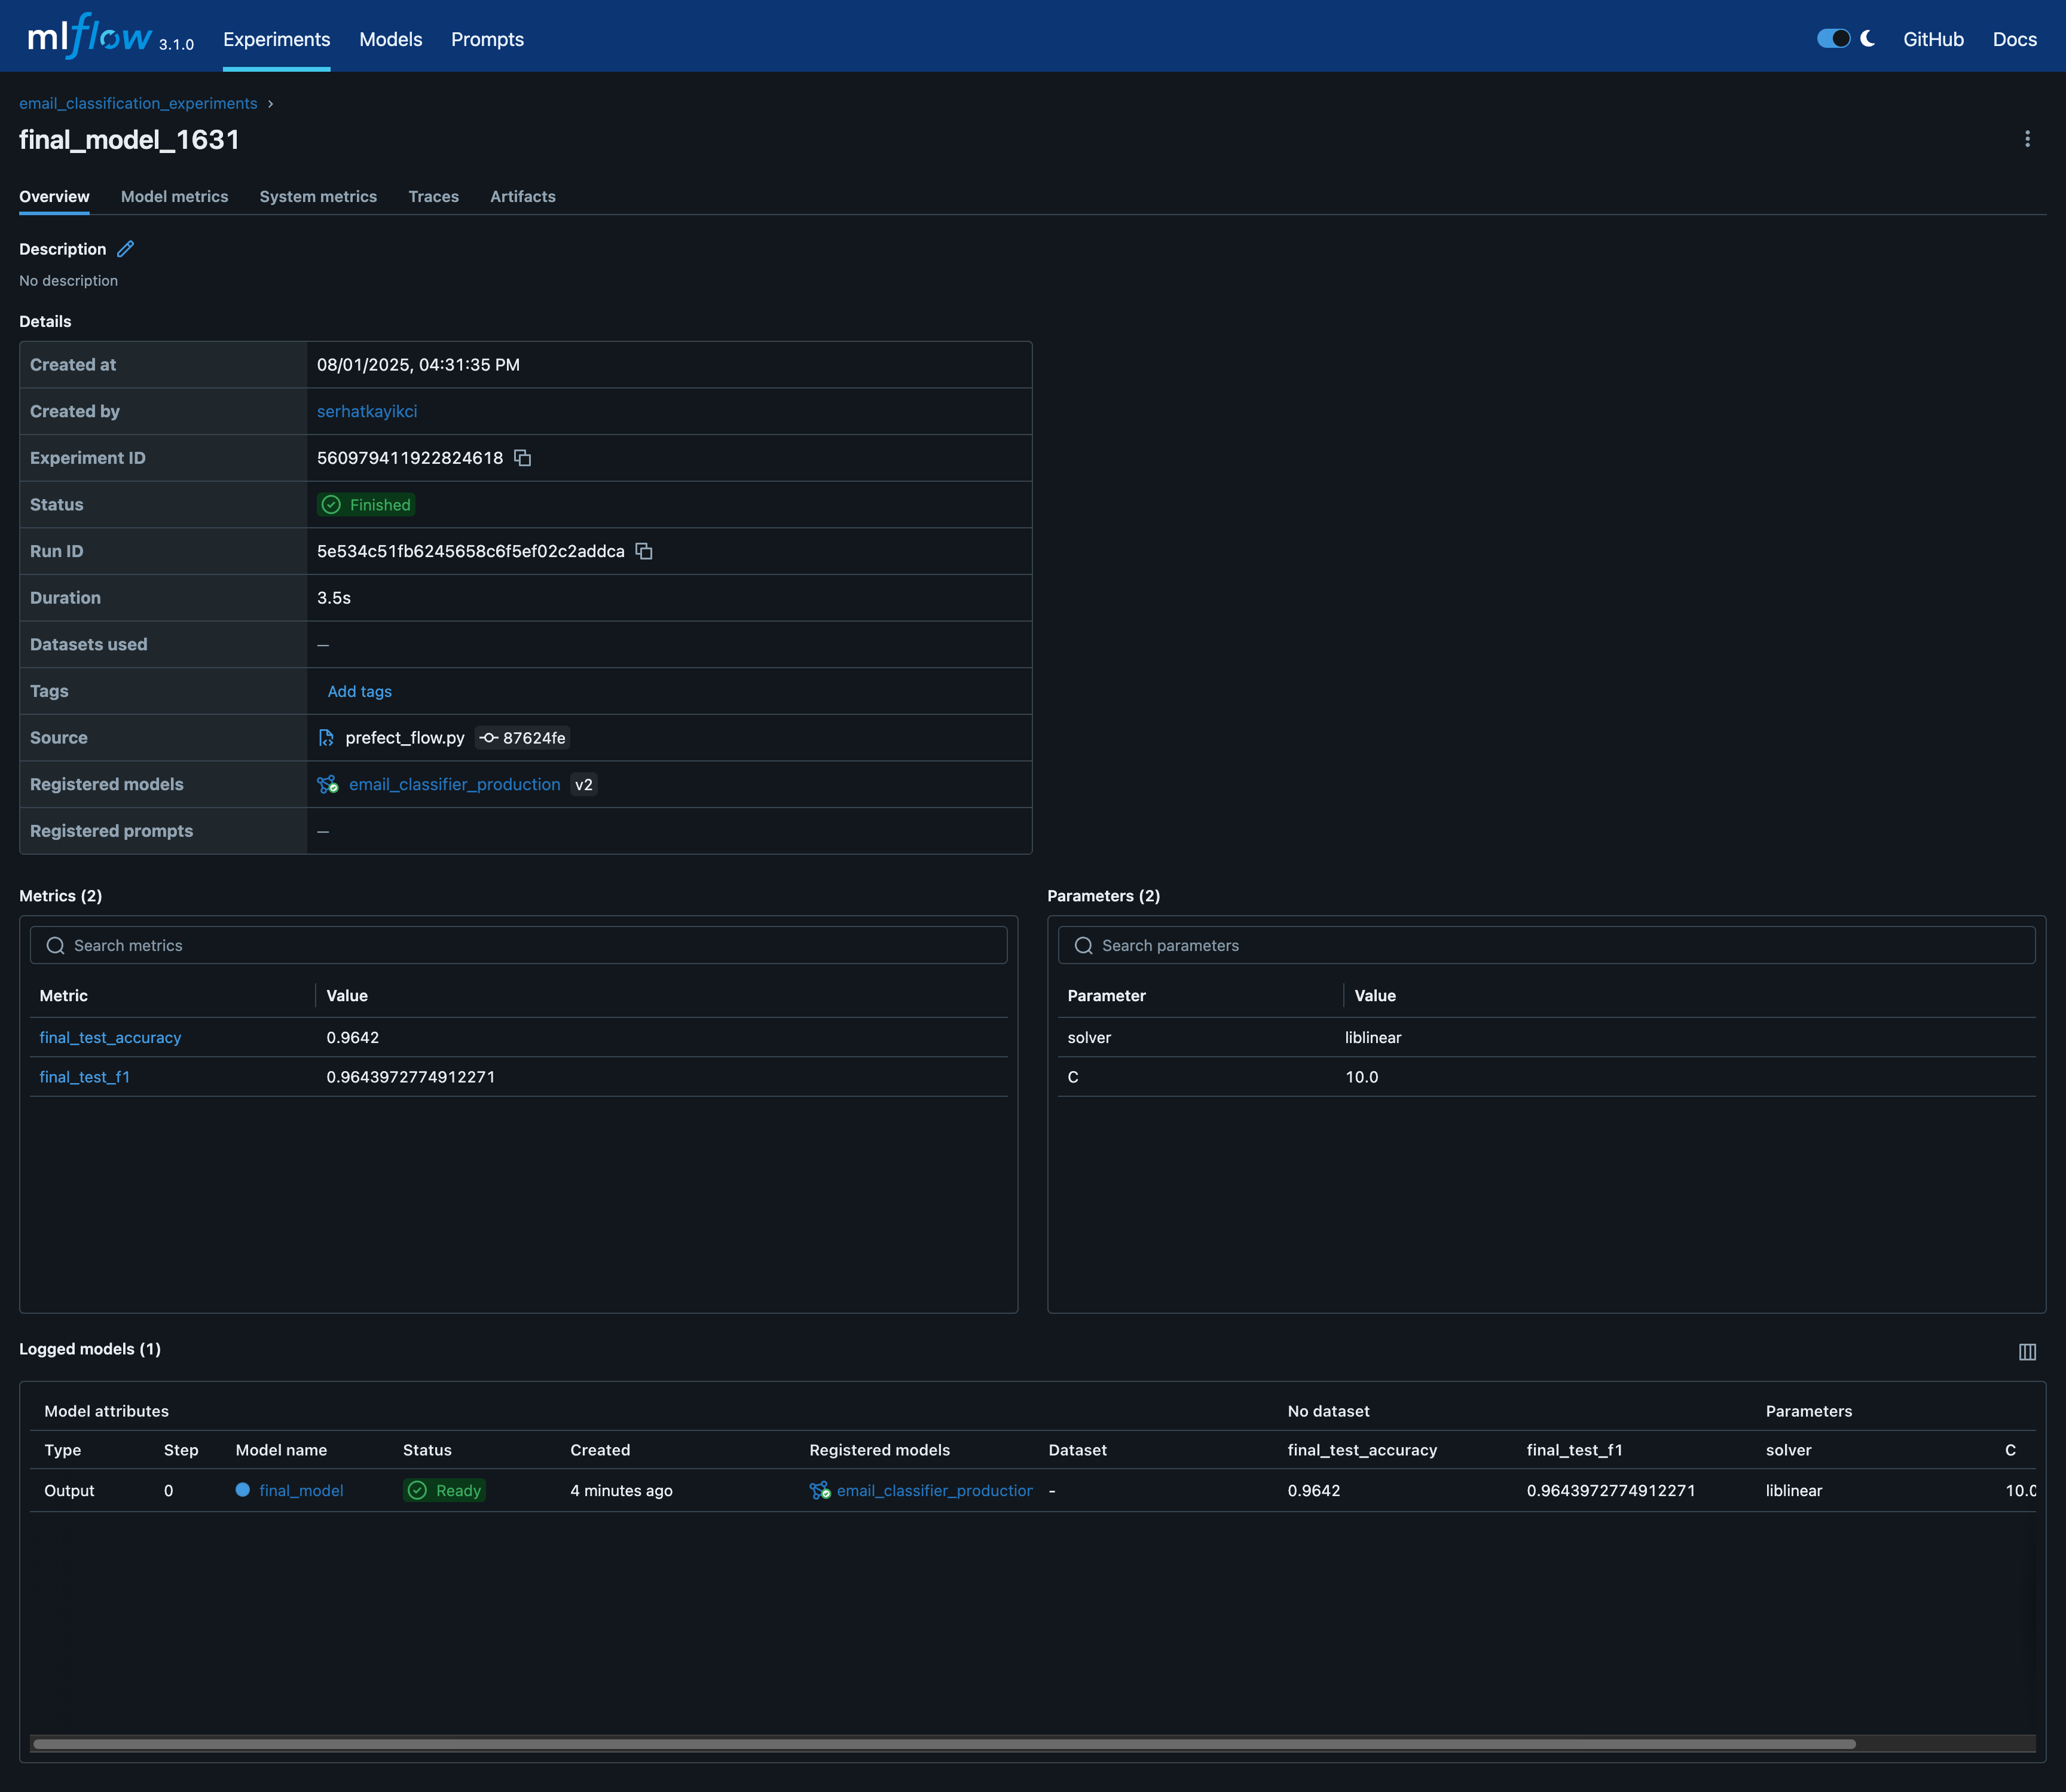 mlflow 3.1.0 Experiments Models Prompts GitHub Docs
email_classification_experiments
final_model_1631
Overview Model metrics System metrics Traces Artifacts
Description
No description
Details
Created at 08/01/2025, 04:31:35 PM
Created by serhatkayikci
Experiment ID 560979411922824618
Status Finished
Run ID 5e534c51fb6245658c6f5ef02c2addca
Duration 3.5s
Datasets used —
Tags Add tags
Source prefect_flow.py 87624fe
Registered models email_classifier_production v2
Registered prompts —
Metrics (2)
Search metrics
Metric Value
final_test_accuracy 0.9642
final_test_f1 0.9643972774912271
Parameters (2)
Search parameters
Parameter Value
solver liblinear
C 10.0
Logged models (1)
Model attributes No dataset Parameters
Type Step Model name Status Created Registered models Dataset final_test_accuracy final_test_f1 solver C
Output 0 final_model Ready 4 minutes ago email_classifier_production - 0.9642 0.9643972774912271 liblinear 10.0